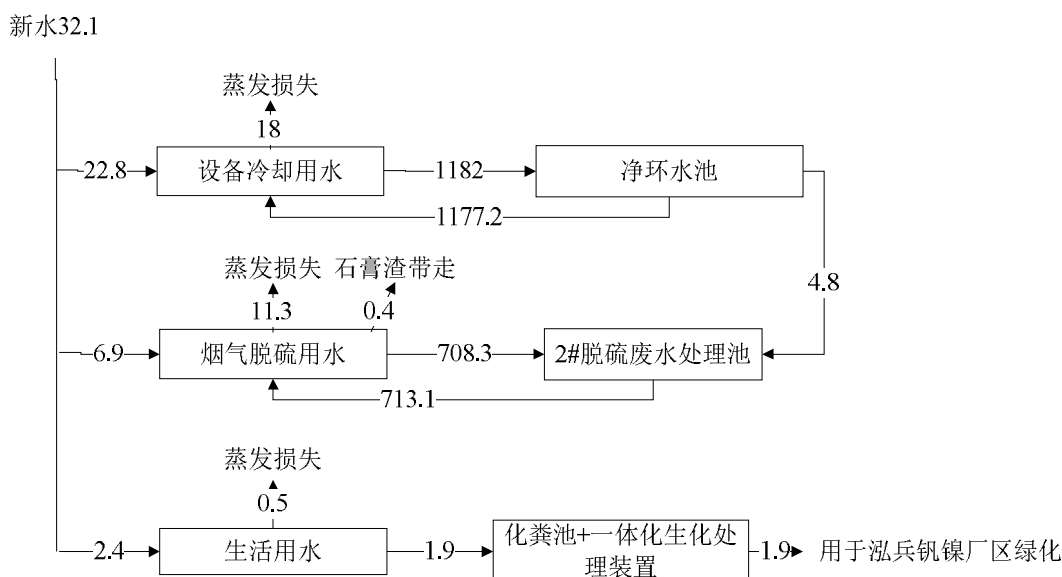 新水32.1
蒸发损失
18
22.8
设备冷却用水
1182
净环水池
1177.2
4.8
蒸发损失
石膏渣带走
11.3
0.4
6.9
烟气脱硫用水
708.3
2#脱硫废水处理池
713.1
蒸发损失
0.5
2.4
生活用水
1.9
化粪池+一体化生化处
理装置
1.9
用于泓兵钒镍厂区绿化